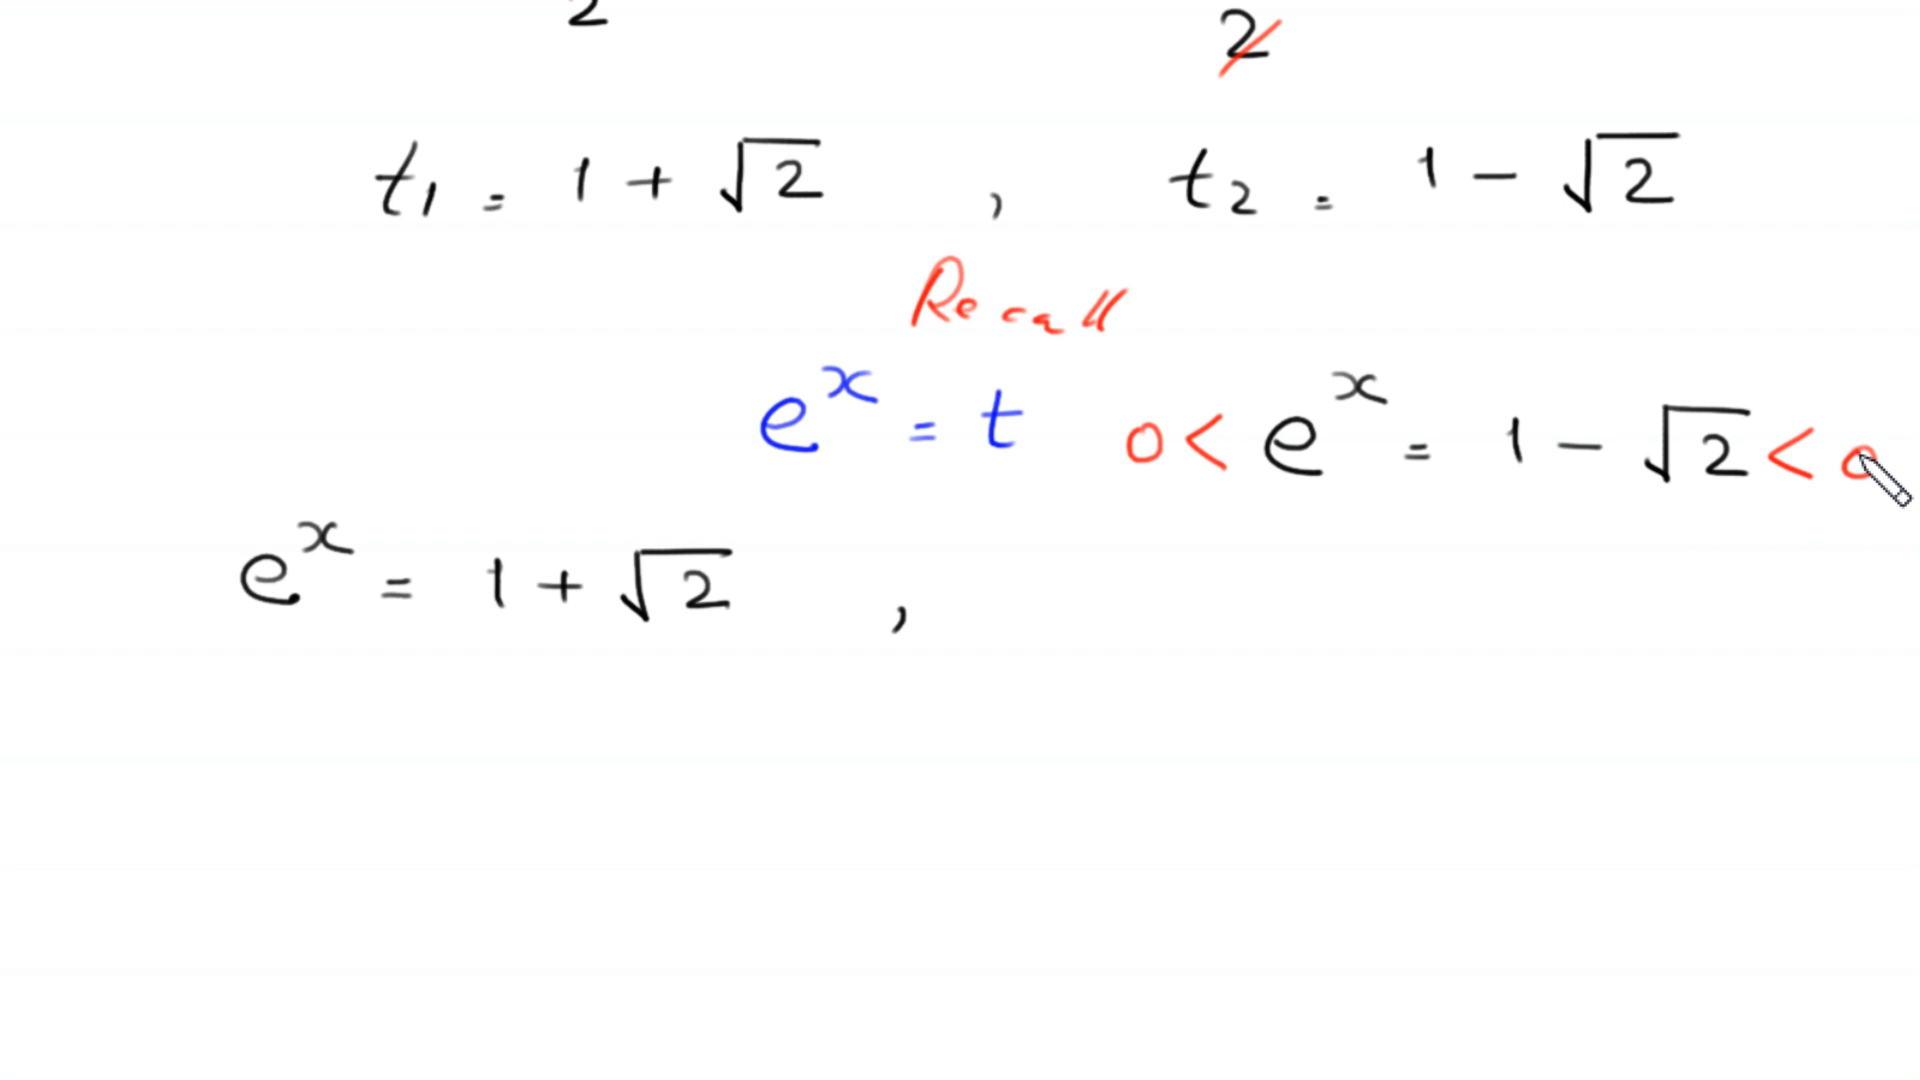 2 2
t₁ = 1 + √2 , t₂ = 1 - √2
Recall
eˣ = t 0 < eˣ = 1 - √2 < 0
eˣ = 1 + √2 ,